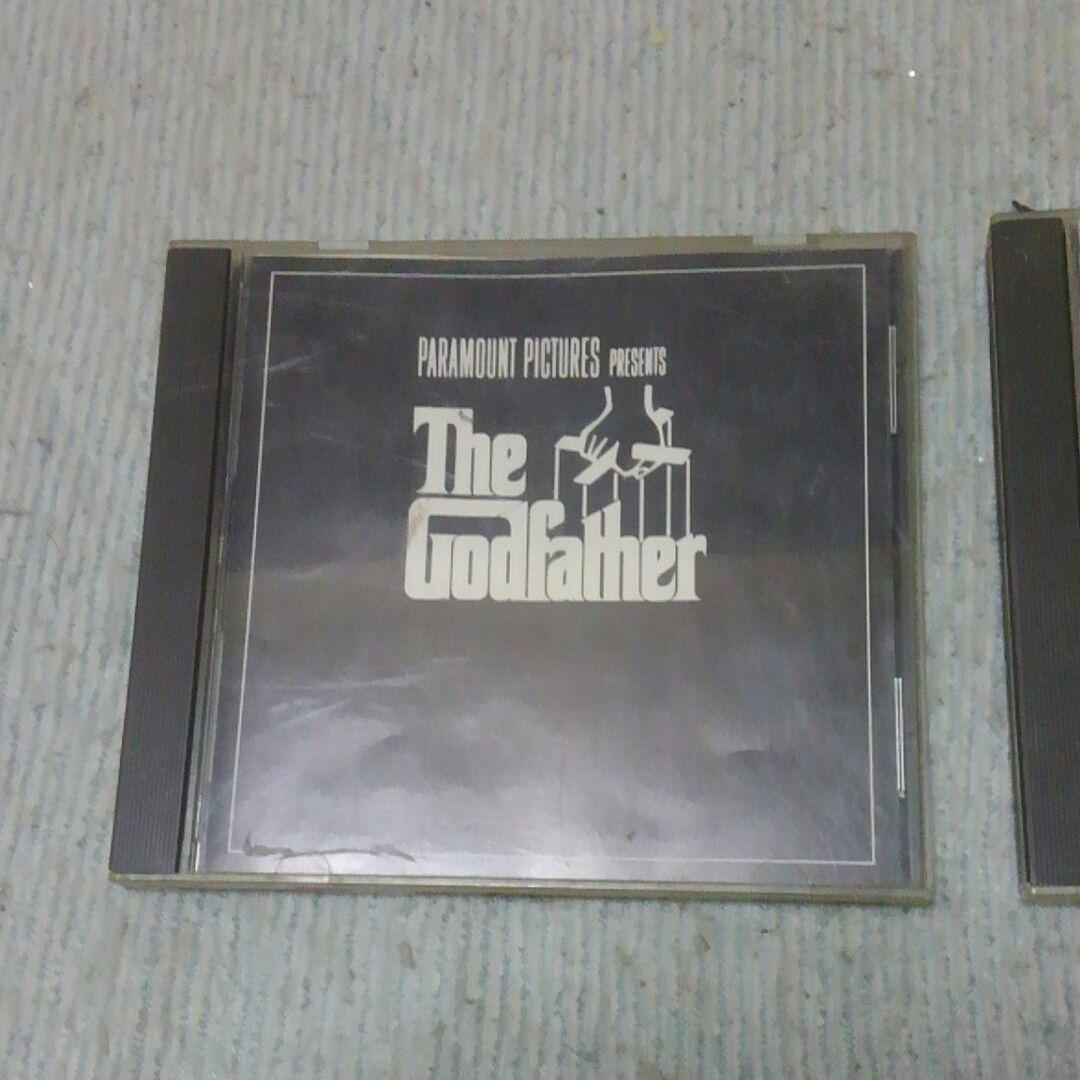 PARAMOUNT PICTURES PRESENTS
The
Godfather